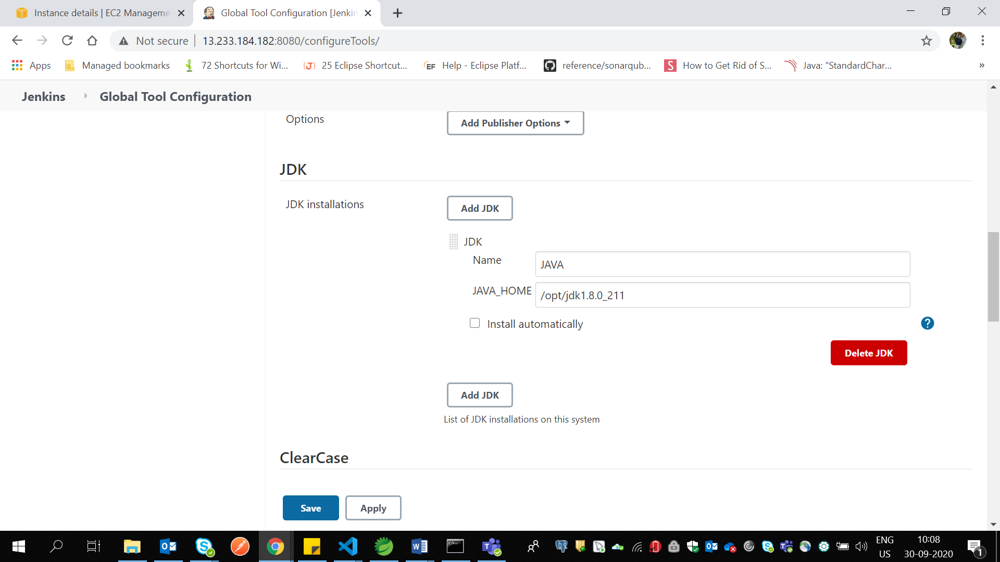 Instance details | EC2 Manageme
Global Tool Configuration [Jenkin
Not secure
13.233.184.182:8080/configureTools/
Apps
Managed bookmarks
72 Shortcuts for Wi...
{J}
25 Eclipse Shortcut...
EF
Help - Eclipse Platf...
reference/sonarqub...
S
How to Get Rid of S...
Java: "StandardChar...
»
Jenkins
Global Tool Configuration
Options
Add Publisher Options
JDK
JDK installations
Add JDK
JDK
Name
JAVA
JAVA_HOME
/opt/jdk1.8.0_211
Install automatically
?
Delete JDK
Add JDK
List of JDK installations on this system
ClearCase
Save
Apply
ENG
US
10:08
30-09-2020
1